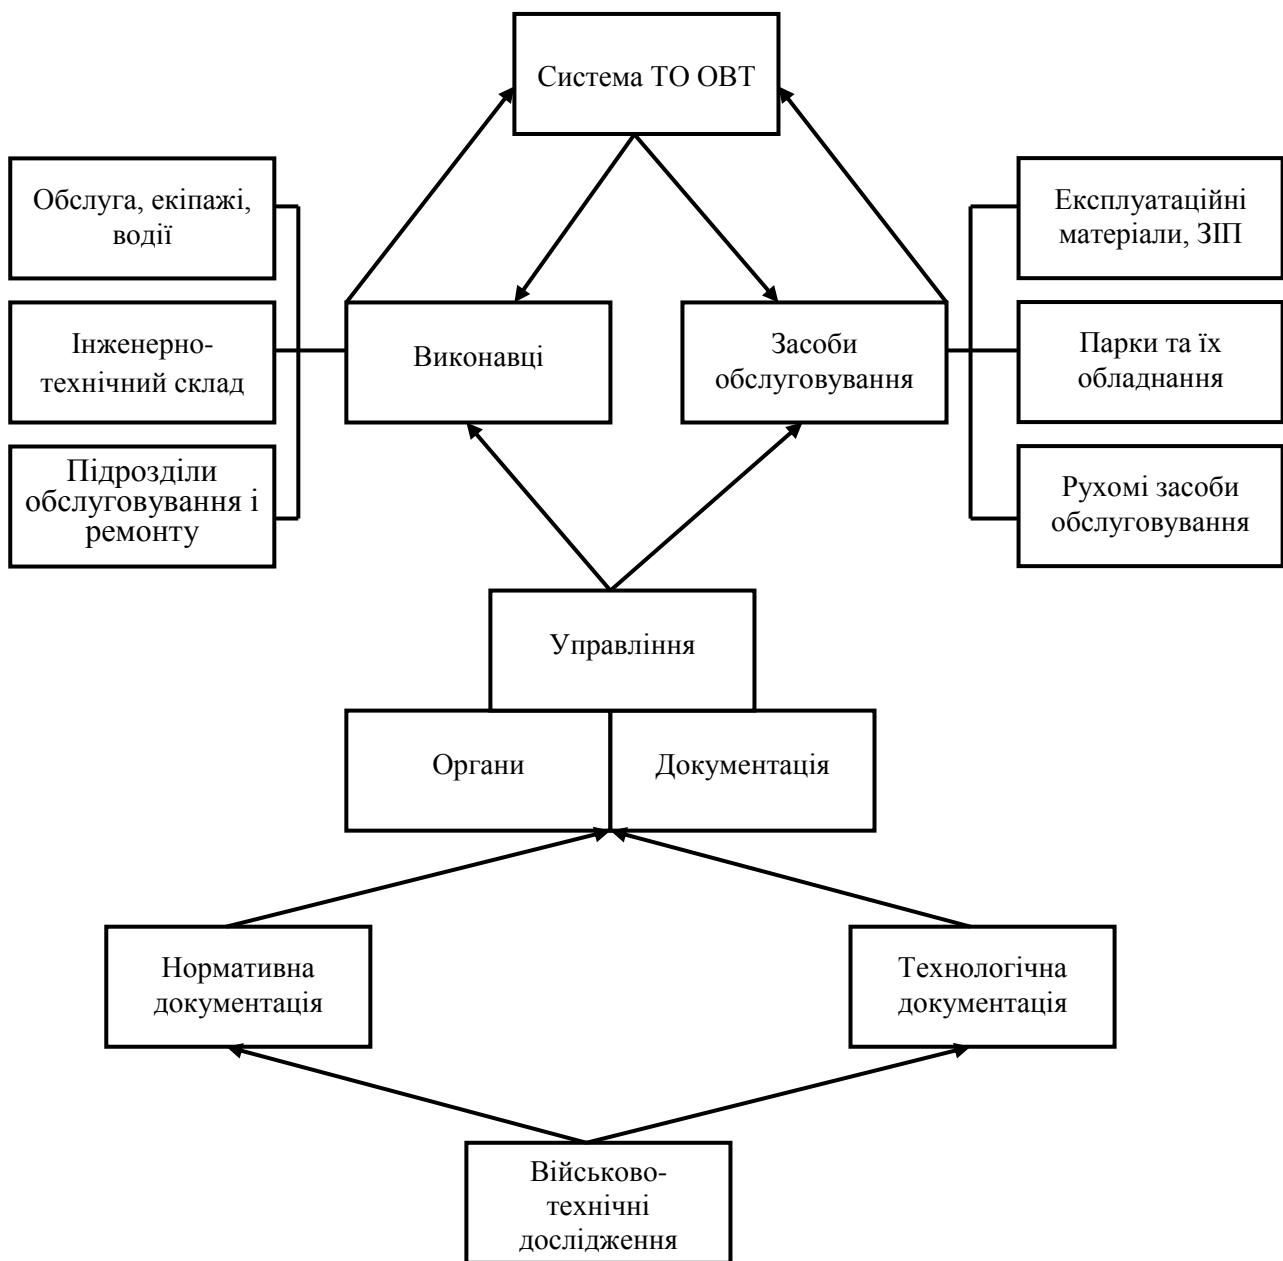 Система ТО ОВТ
Обслуга, екіпажі,
водії
Експлуатаційні
матеріали, ЗІП
Інженерно-
технічний склад
Виконавці
Засоби
обслуговування
Парки та їх
обладнання
Підрозділи
обслуговування і
ремонту
Рухомі засоби
обслуговування
Управління
Органи
Документація
Нормативна
документація
Технологічна
документація
Військово-
технічні
дослідження